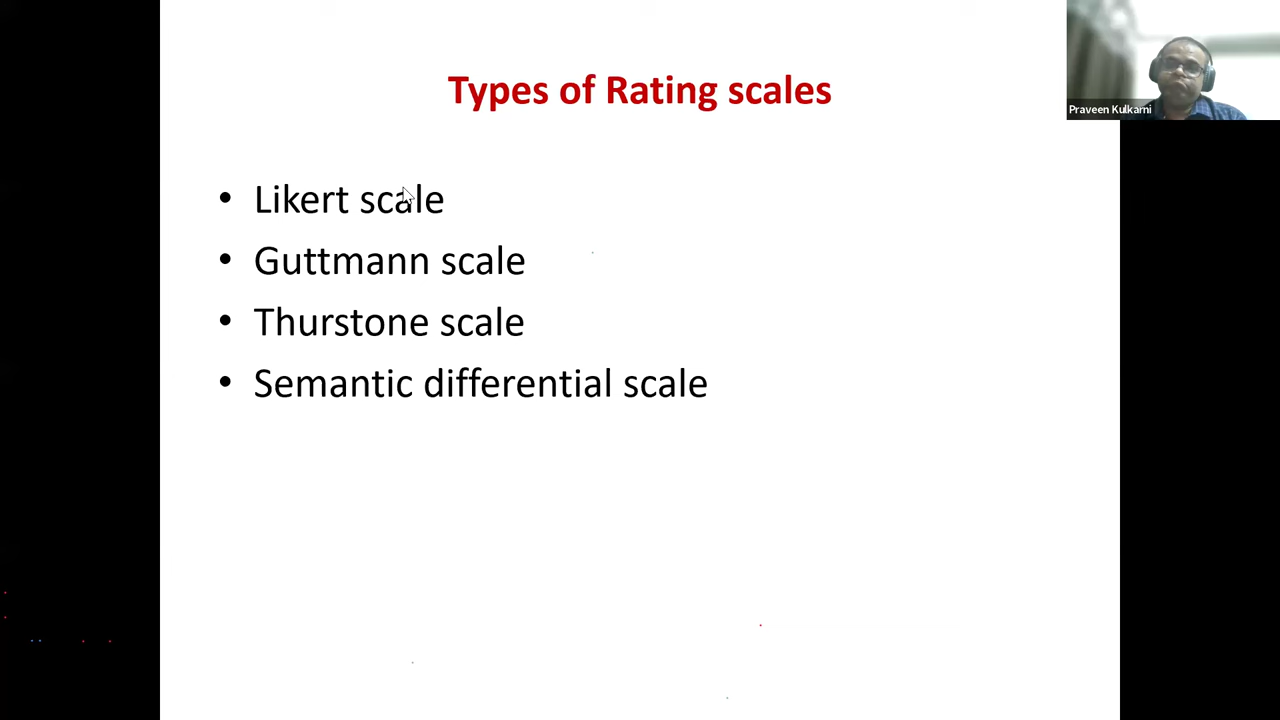 Types of Rating scales
Praveen Kulkarni
• Likert scale
• Guttmann scale
• Thurstone scale
• Semantic differential scale